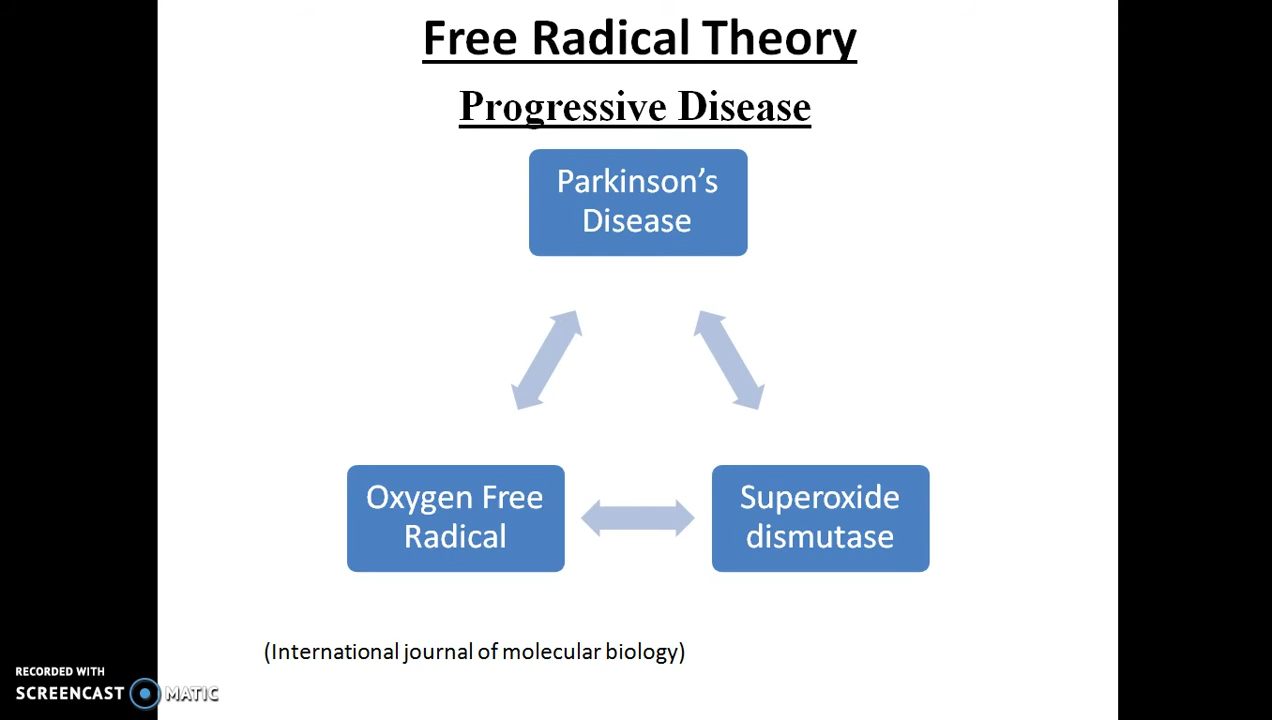 Free Radical Theory
Progressive Disease
Parkinson’s
Disease
Oxygen Free
Radical
Superoxide
dismutase
(International journal of molecular biology)
RECORDED WITH
SCREENCAST MATIC